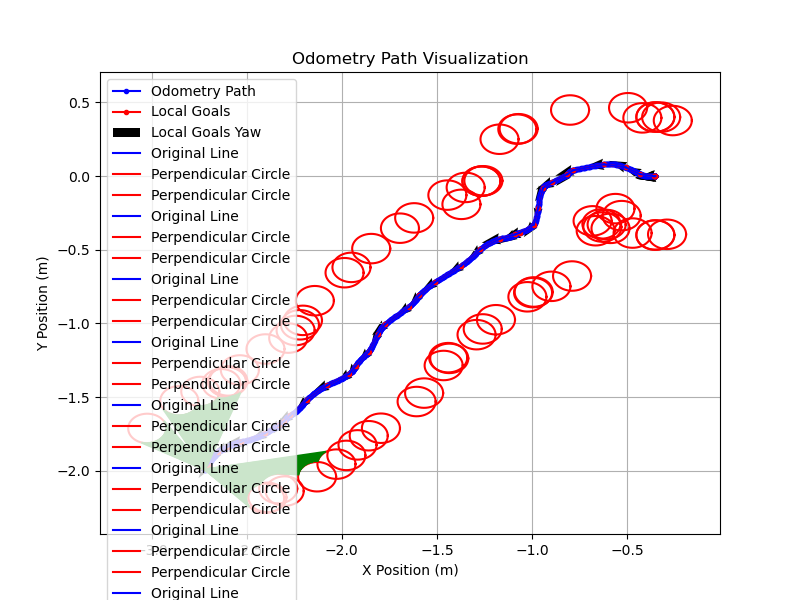 Odometry Path Visualization
Y Position (m)
0.5
0.0
−0.5
−1.0
−1.5
−2.0
Odometry Path
Local Goals
Local Goals Yaw
Original Line
Perpendicular Circle
Perpendicular Circle
Original Line
Perpendicular Circle
Perpendicular Circle
Original Line
Perpendicular Circle
Perpendicular Circle
Original Line
Perpendicular Circle
Perpendicular Circle
Original Line
Perpendicular Circle
Perpendicular Circle
Original Line
Perpendicular Circle
Perpendicular Circle
Original Line
Perpendicular Circle
Perpendicular Circle
Original Line
−2.0 −1.5 −1.0 −0.5
X Position (m)